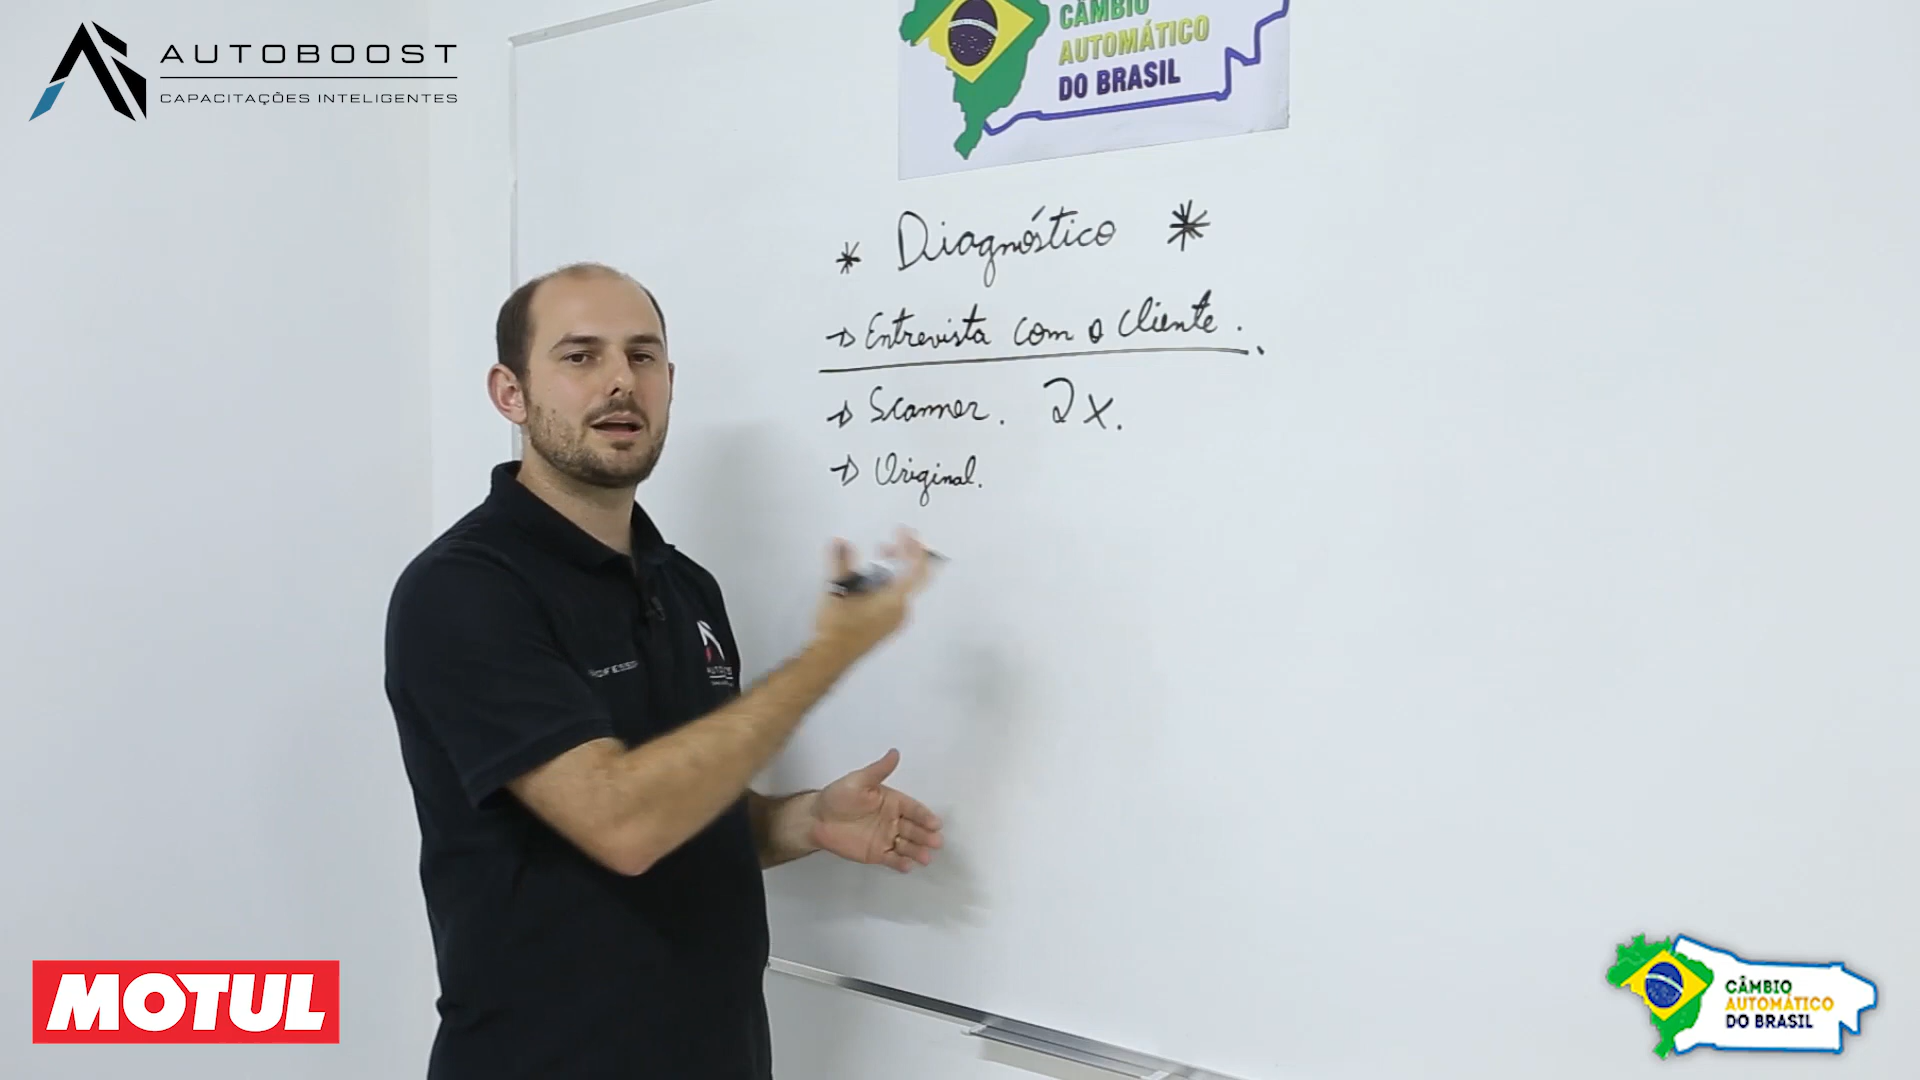 AUTOBOOST
CAPACITAÇÕES INTELIGENTES
CÂMBIO
AUTOMÁTICO
DO BRASIL
* Diagnóstico *
→ Entrevista com o cliente.
→ Scanner. 2x.
→ Original.
MOTUL
CÂMBIO
AUTOMÁTICO
DO BRASIL